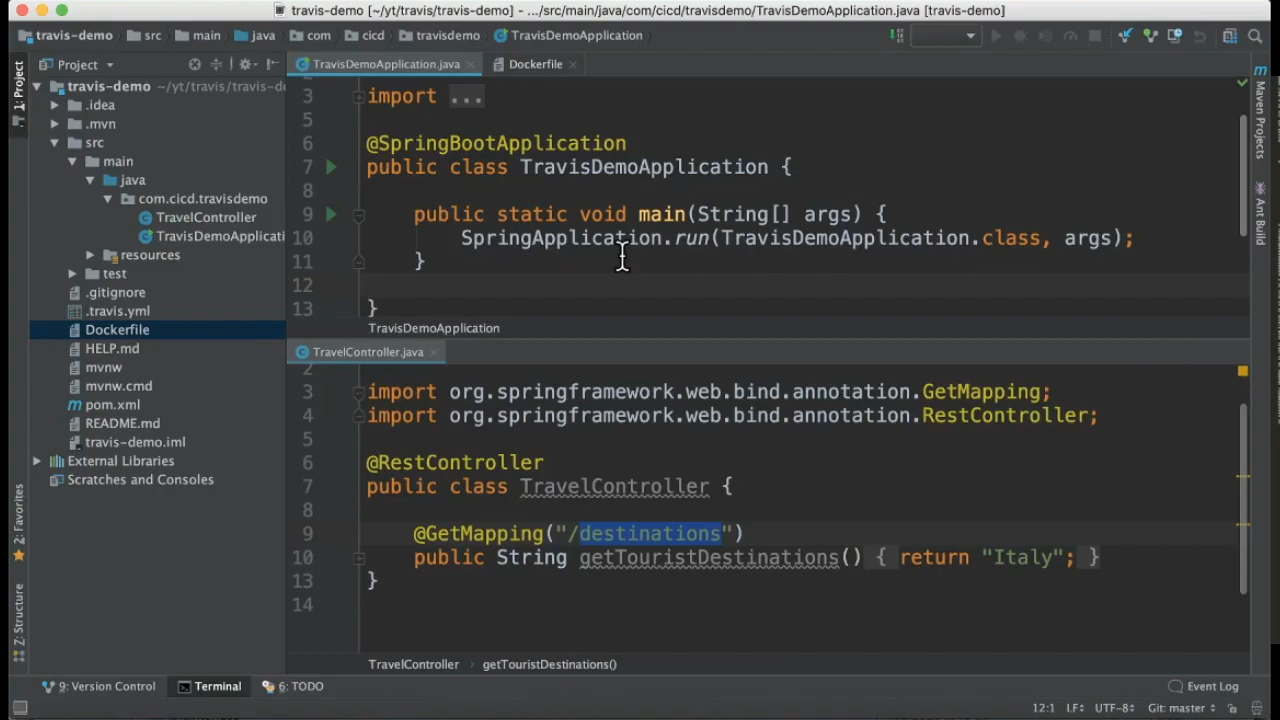 travis-demo [~/yt/travis/travis-demo] - .../src/main/java/com/cicd/travisdemo/TravisDemoApplication.java [travis-demo]
travis-demo src main java com cicd travisdemo TravisDemoApplication
Project
TravisDemoApplication.java Dockerfile
1: Project
travis-demo ~/yt/travis/travis-d
.idea
.mvn
src
main
java
com.cicd.travisdemo
TravelController
TravisDemoApplicati
resources
test
.gitignore
.travis.yml
Dockerfile
HELP.md
mvnw
mvnw.cmd
pom.xml
README.md
travis-demo.iml
External Libraries
Scratches and Consoles
2: Favorites
Z: Structure
3 import ...
5
6 @SpringBootApplication
7 public class TravisDemoApplication {
8
9 public static void main(String[] args) {
10 SpringApplication.run(TravisDemoApplication.class, args);
11 }
12
13 }
TravisDemoApplication
TravelController.java
2
3 import org.springframework.web.bind.annotation.GetMapping;
4 import org.springframework.web.bind.annotation.RestController;
5
6 @RestController
7 public class TravelController {
8
9 @GetMapping("/destinations")
10 public String getTouristDestinations() { return "Italy"; }
13 }
14
TravelController › getTouristDestinations()
Maven Projects
Ant Build
9: Version Control Terminal 6: TODO Event Log
12:1 LF÷ UTF-8÷ Git: master